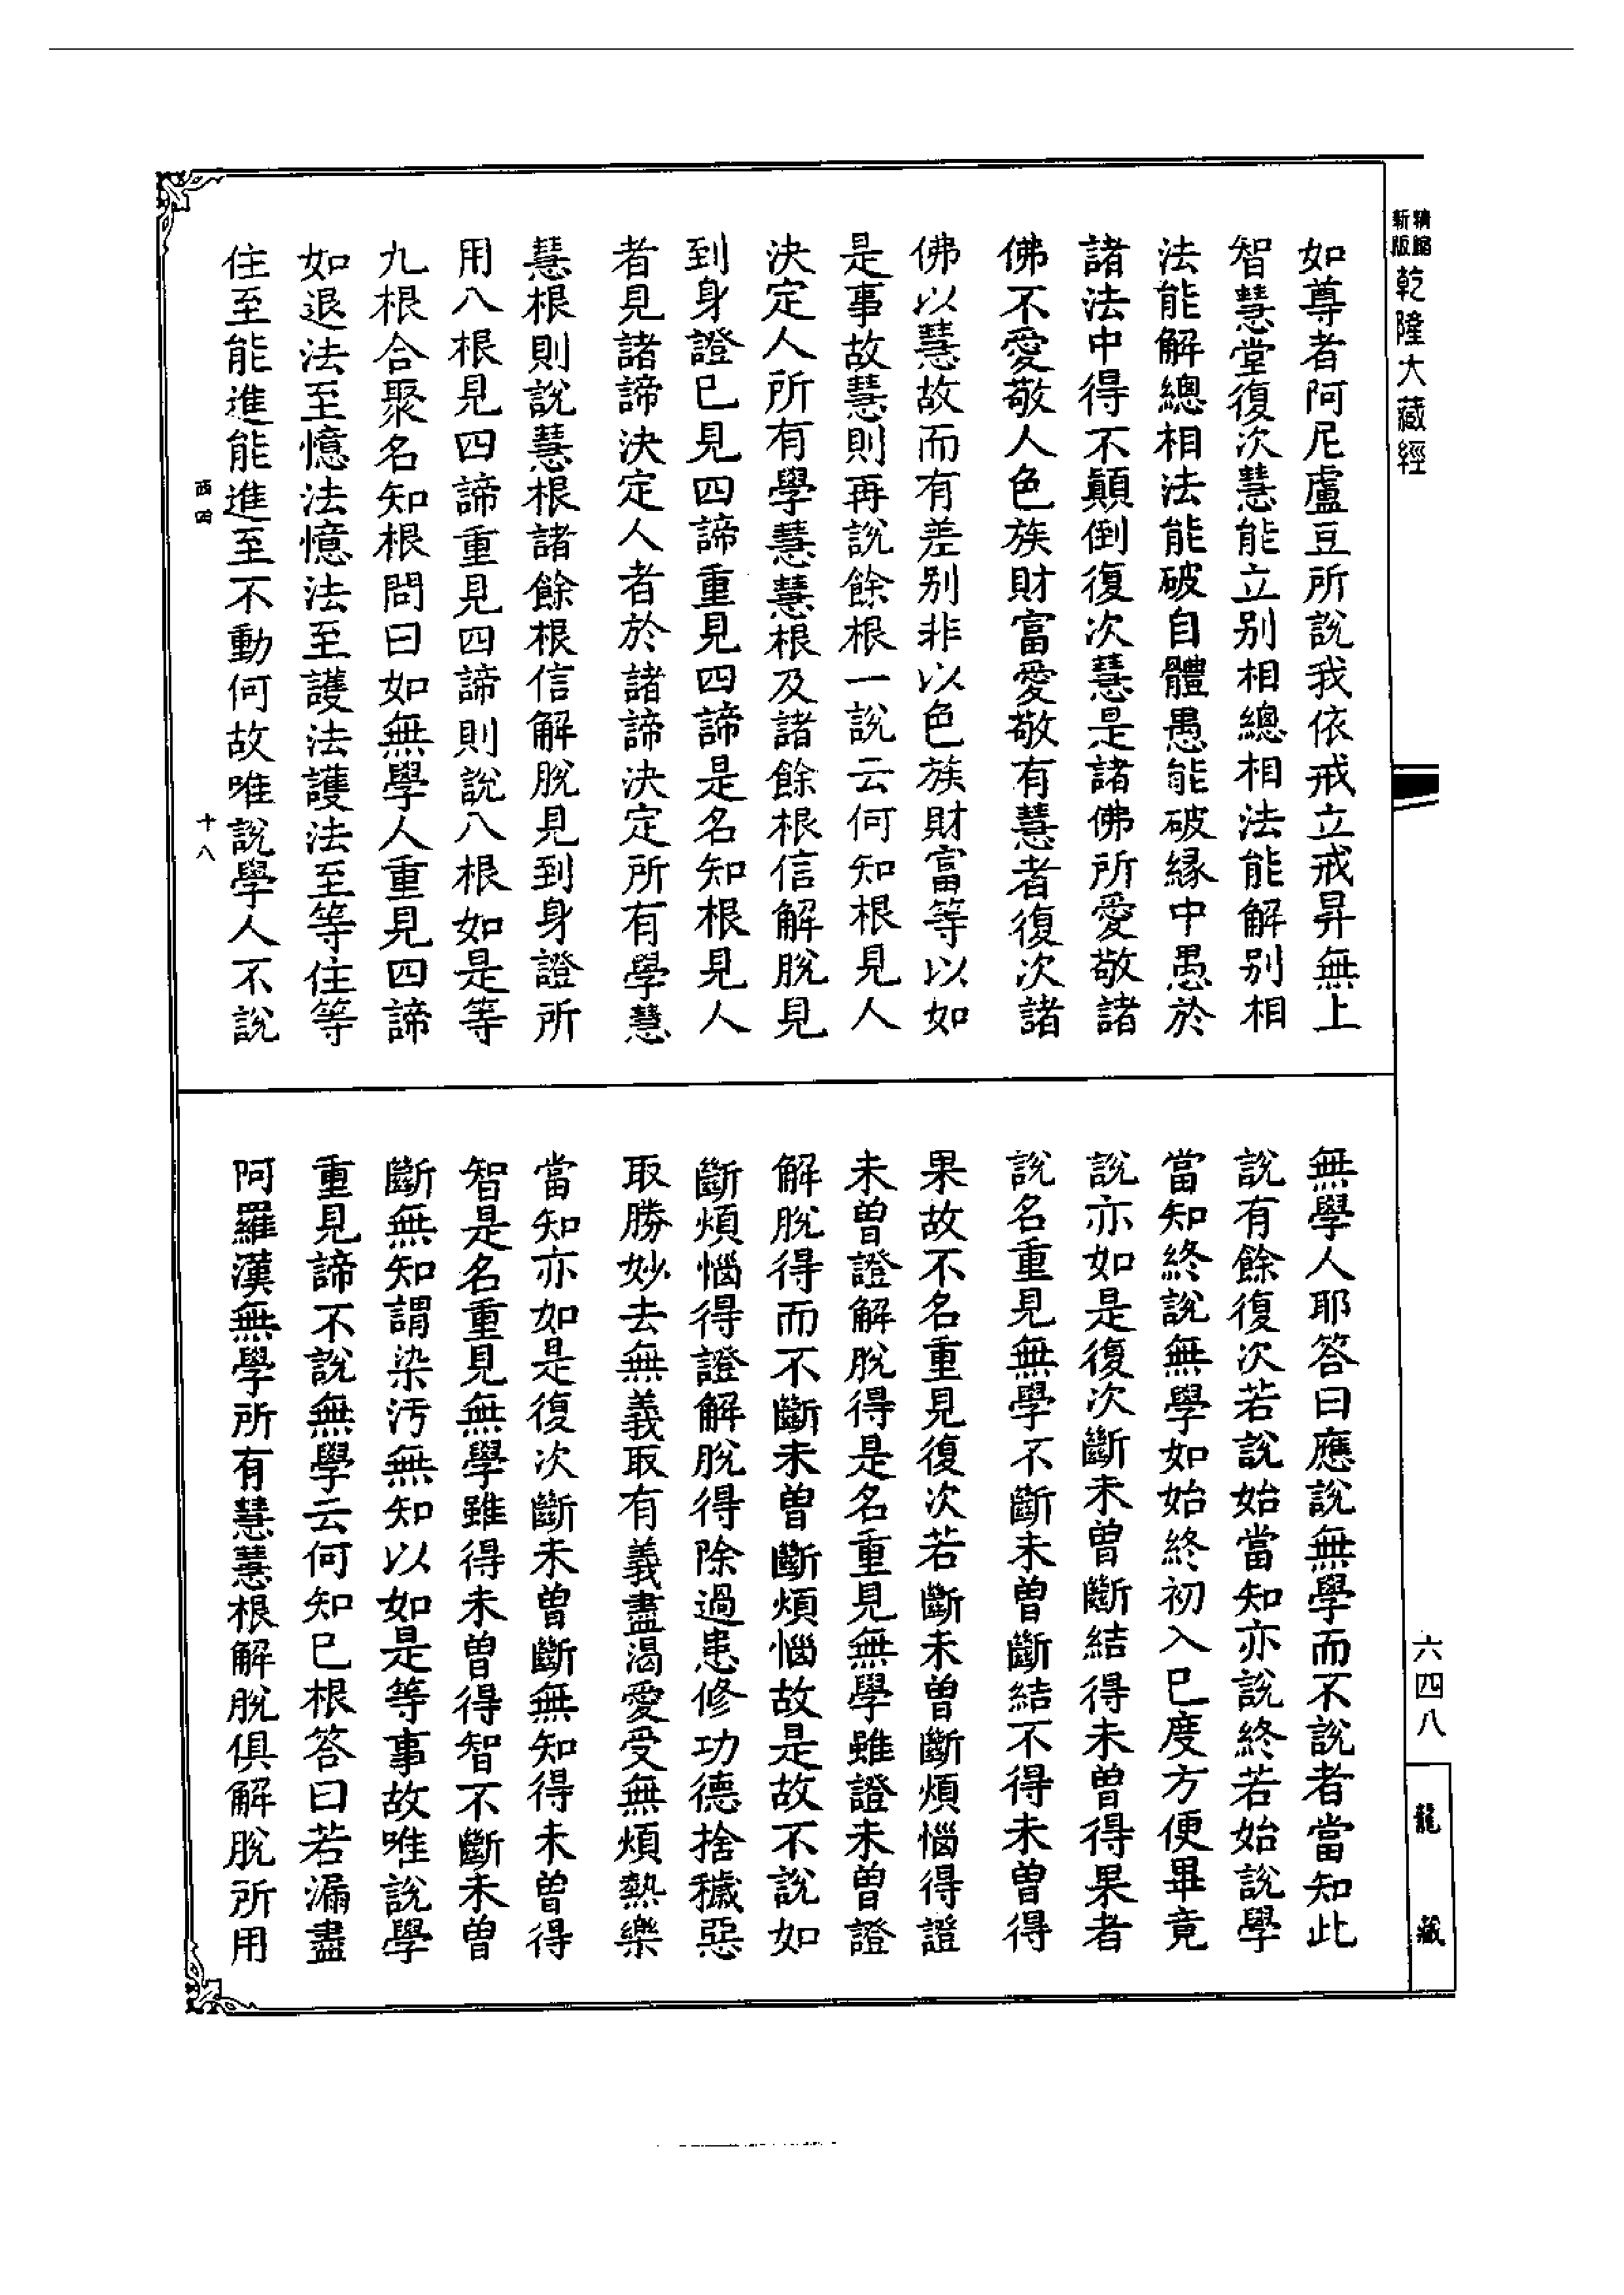 精縮新版乾隆大藏經
如尊者阿尼盧豆所說我依戒立戒昇無上
智慧堂復次慧能立别相總相法能解别相
法能解總相法能破自體愚能破緣中愚於
諸法中得不顛倒復次慧是諸佛所愛敬諸
佛不愛敬人色族財富愛敬有慧者復次諸
佛以慧故而有差别非以色族財富等以如
是事故慧則再說餘根一說云何知根見人
決定人所有學慧慧根及諸餘根信解脫見
到身證已見四諦重見四諦是名知根見人
者見諸諦決定人者於諸諦決定所有學慧
慧根則說慧根諸餘根信解脫見到身證所
用八根見四諦重見四諦則說八根如是等
九根合聚名知根問曰如無學人重見四諦
如退法至憶法憶法至護法護法至等住等
住至能進能進至不動何故唯說學人不說
十八
無學人耶答曰應說無學而不說者當知此
說有餘復次若說始當知亦說終若始說學
當知終說無學如始終初入已度方便畢竟
說亦如是復次斷未曾斷結得未曾得果者
說名重見無學不斷未曾斷結不得未曾得
果故不名重見復次若斷未曾斷煩惱得證
未曾證解脫得是名重見無學雖證未曾證
解脫得而不斷未曾斷煩惱故是故不說如
斷煩惱得證解脫得除過患修功德捨穢惡
取勝妙去無義取有義盡渴愛受無煩熱樂
當知亦如是復次斷未曾斷無知得未曾得
智是名重見無學雖得未曾得智不斷未曾
斷無知謂染汚無知以如是等事故唯說學
重見諦不說無學云何知已根答曰若漏盡
阿羅漢無學所有慧慧根解脫俱解脫所用
六四八
龍藏